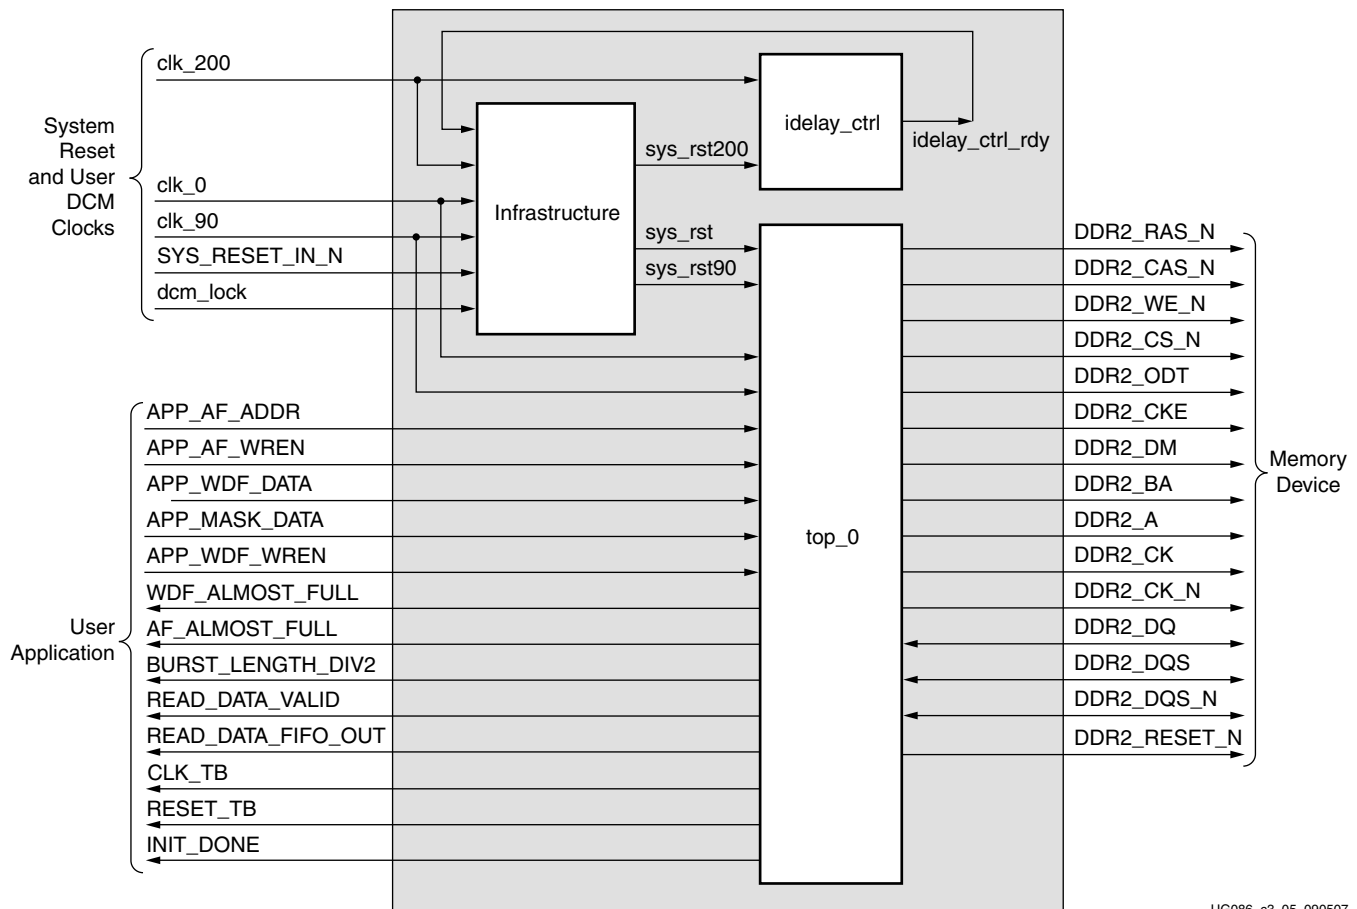 clk_200
System
Reset
and User
DCM
Clocks
clk_0
clk_90
SYS_RESET_IN_N
dcm_lock
Infrastructure
sys_rst200
sys_rst
sys_rst90
idelay_ctrl
idelay_ctrl_rdy
top_0
User
Application
APP_AF_ADDR
APP_AF_WREN
APP_WDF_DATA
APP_MASK_DATA
APP_WDF_WREN
WDF_ALMOST_FULL
AF_ALMOST_FULL
BURST_LENGTH_DIV2
READ_DATA_VALID
READ_DATA_FIFO_OUT
CLK_TB
RESET_TB
INIT_DONE
DDR2_RAS_N
DDR2_CAS_N
DDR2_WE_N
DDR2_CS_N
DDR2_ODT
DDR2_CKE
DDR2_DM
DDR2_BA
DDR2_A
DDR2_CK
DDR2_CK_N
DDR2_DQ
DDR2_DQS
DDR2_DQS_N
DDR2_RESET_N
Memory
Device